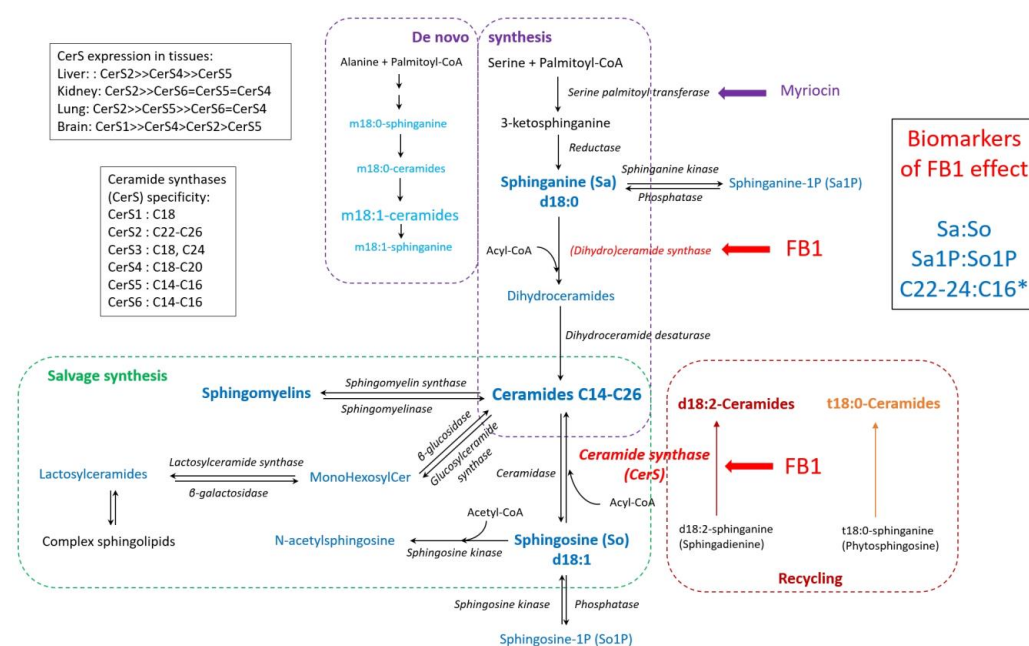 CerS expression in tissues:
Liver: : CerS2>>CerS4>>CerS5
Kidney: CerS2>>CerS6=CerS5=CerS4
Lung: CerS2>>CerS5>>CerS6=CerS4
Brain: CerS1>>CerS4>CerS2>CerS5
Ceramide synthases
(CerS) specificity:
CerS1 : C18
CerS2 : C22-C26
CerS3 : C18, C24
CerS4 : C18-C20
CerS5 : C14-C16
CerS6 : C14-C16
De novo synthesis
Alanine + Palmitoyl-CoA
m18:0-sphinganine
m18:0-ceramides
m18:1-ceramides
m18:1-sphinganine
Serine + Palmitoyl-CoA
Serine palmitoyl transferase
Myriocin
3-ketosphinganine
Reductase
Sphinganine (Sa)
d18:0
Sphinganine kinase
Phosphatase
Sphinganine-1P (Sa1P)
Acyl-CoA
(Dihydro)ceramide synthase
FB1
Dihydroceramides
Dihydroceramide desaturase
Biomarkers
of FB1 effect
Sa:So
Sa1P:So1P
C22-24:C16*
Salvage synthesis
Sphingomyelins
Sphingomyelin synthase
Sphingomyelinase
Ceramides C14-C26
β-glucosidase
Glucosylceramide
synthase
Lactosylceramides
Lactosylceramide synthase
β-galactosidase
MonoHexosylCer
Complex sphingolipids
Ceramidase
Ceramide synthase
(CerS)
Acyl-CoA
N-acetylsphingosine
Acetyl-CoA
Sphingosine kinase
Sphingosine (So)
d18:1
Sphingosine kinase
Phosphatase
Sphingosine-1P (So1P)
d18:2-Ceramides
t18:0-Ceramides
FB1
d18:2-sphinganine
(Sphingadienine)
t18:0-sphinganine
(Phytosphingosine)
Recycling